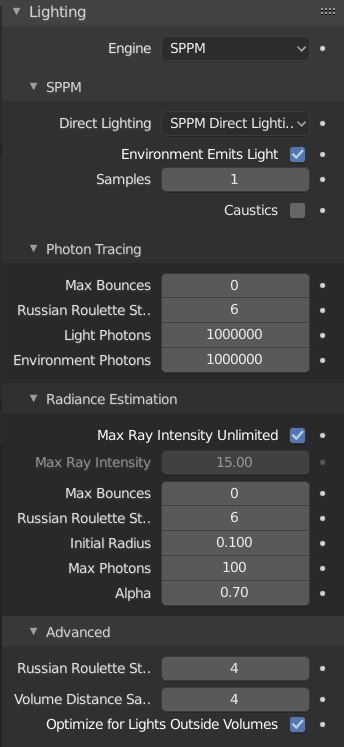 Lighting
Engine SPPM
SPPM
Direct Lighting SPPM Direct Lighti..
Environment Emits Light
Samples 1
Caustics
Photon Tracing
Max Bounces 0
Russian Roulette St.. 6
Light Photons 1000000
Environment Photons 1000000
Radiance Estimation
Max Ray Intensity Unlimited
Max Ray Intensity 15.00
Max Bounces 0
Russian Roulette St.. 6
Initial Radius 0.100
Max Photons 100
Alpha 0.70
Advanced
Russian Roulette St.. 4
Volume Distance Sa.. 4
Optimize for Lights Outside Volumes